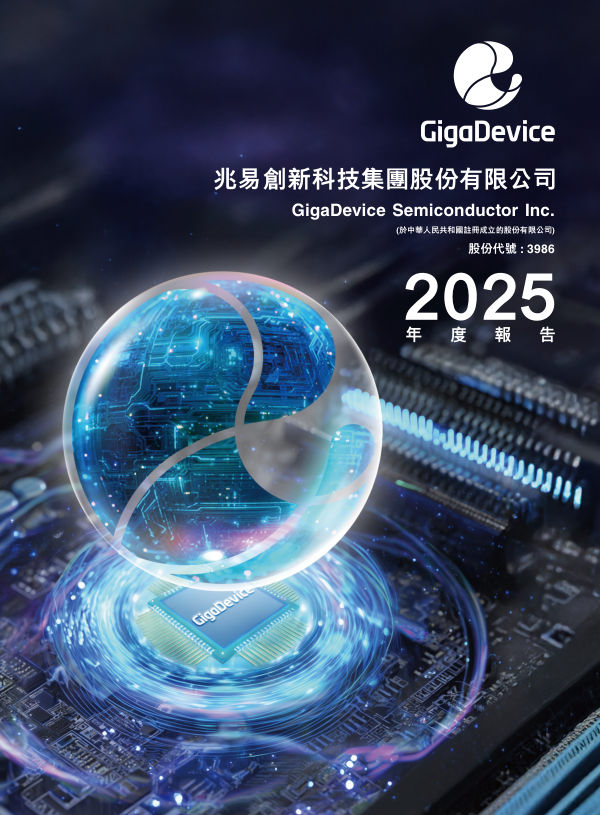 GigaDevice
兆易創新科技集團股份有限公司
GigaDevice Semiconductor Inc.
(於中華人民共和國註冊成立的股份有限公司)
股份代號 : 3986
2025
年度報告
GigaDevice